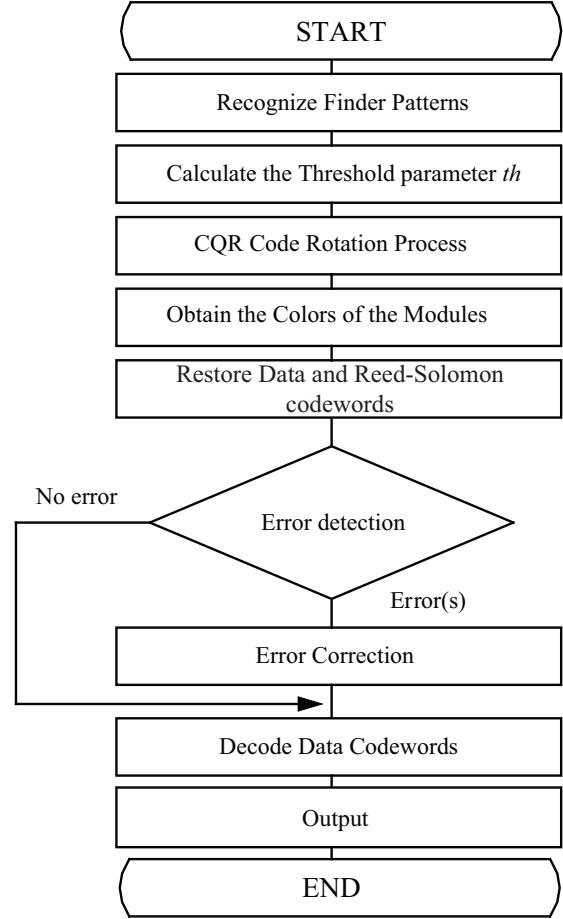 START
Recognize Finder Patterns
Calculate the Threshold parameter th
CQR Code Rotation Process
Obtain the Colors of the Modules
Restore Data and Reed-Solomon
codewords
No error
Error detection
Error(s)
Error Correction
Decode Data Codewords
Output
END